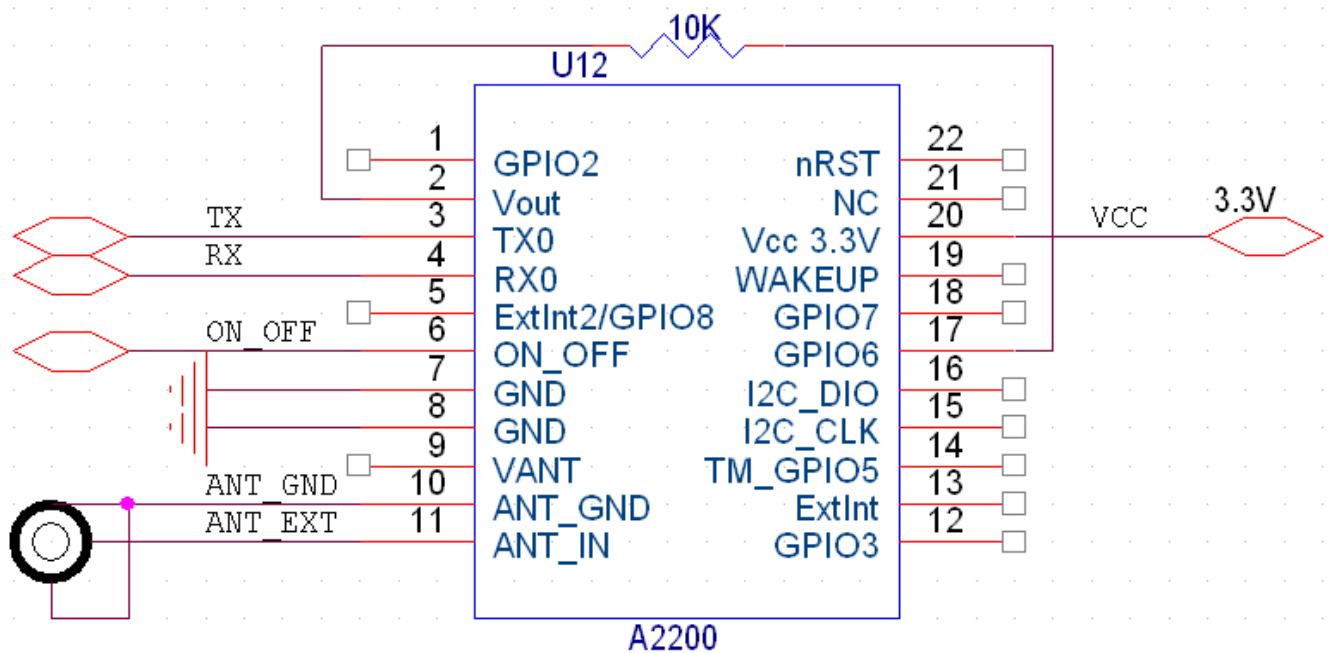 10K
U12
1 22
GPIO2 nRST
2 21
Vout NC
TX 3 20 VCC 3.3V
TX0 Vcc 3.3V
RX 4 19
RX0 WAKEUP
5 18
ExtInt2/GPIO8 GPIO7
ON_OFF 6 17
ON_OFF GPIO6
7 16
GND I2C_DIO
8 15
GND I2C_CLK
9 14
VANT TM_GPIO5
ANT_GND 10 13
ANT_GND ExtInt
ANT_EXT 11 12
ANT_IN GPIO3
A2200